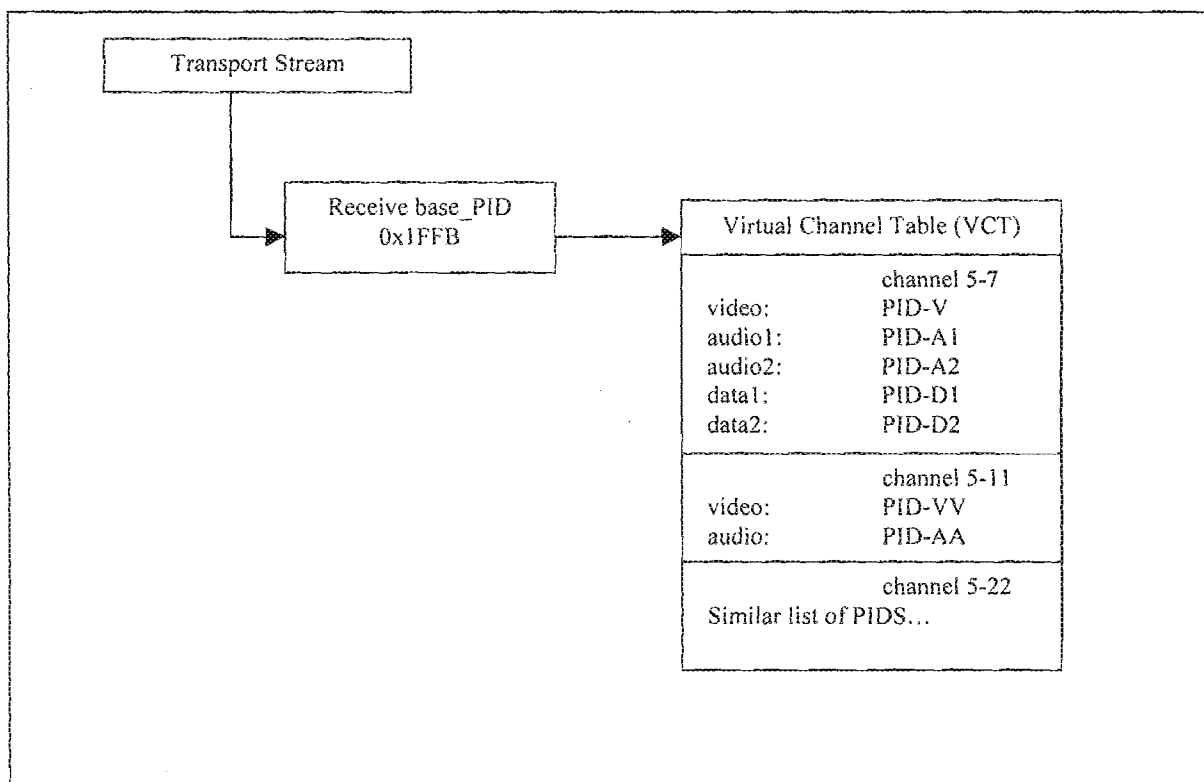 Transport Stream
Receive base_PID
0x1FFB
Virtual Channel Table (VCT)
channel 5-7
video: PID-V
audio1: PID-A1
audio2: PID-A2
data1: PID-D1
data2: PID-D2
channel 5-11
video: PID-VV
audio: PID-AA
channel 5-22
Similar list of PIDS...